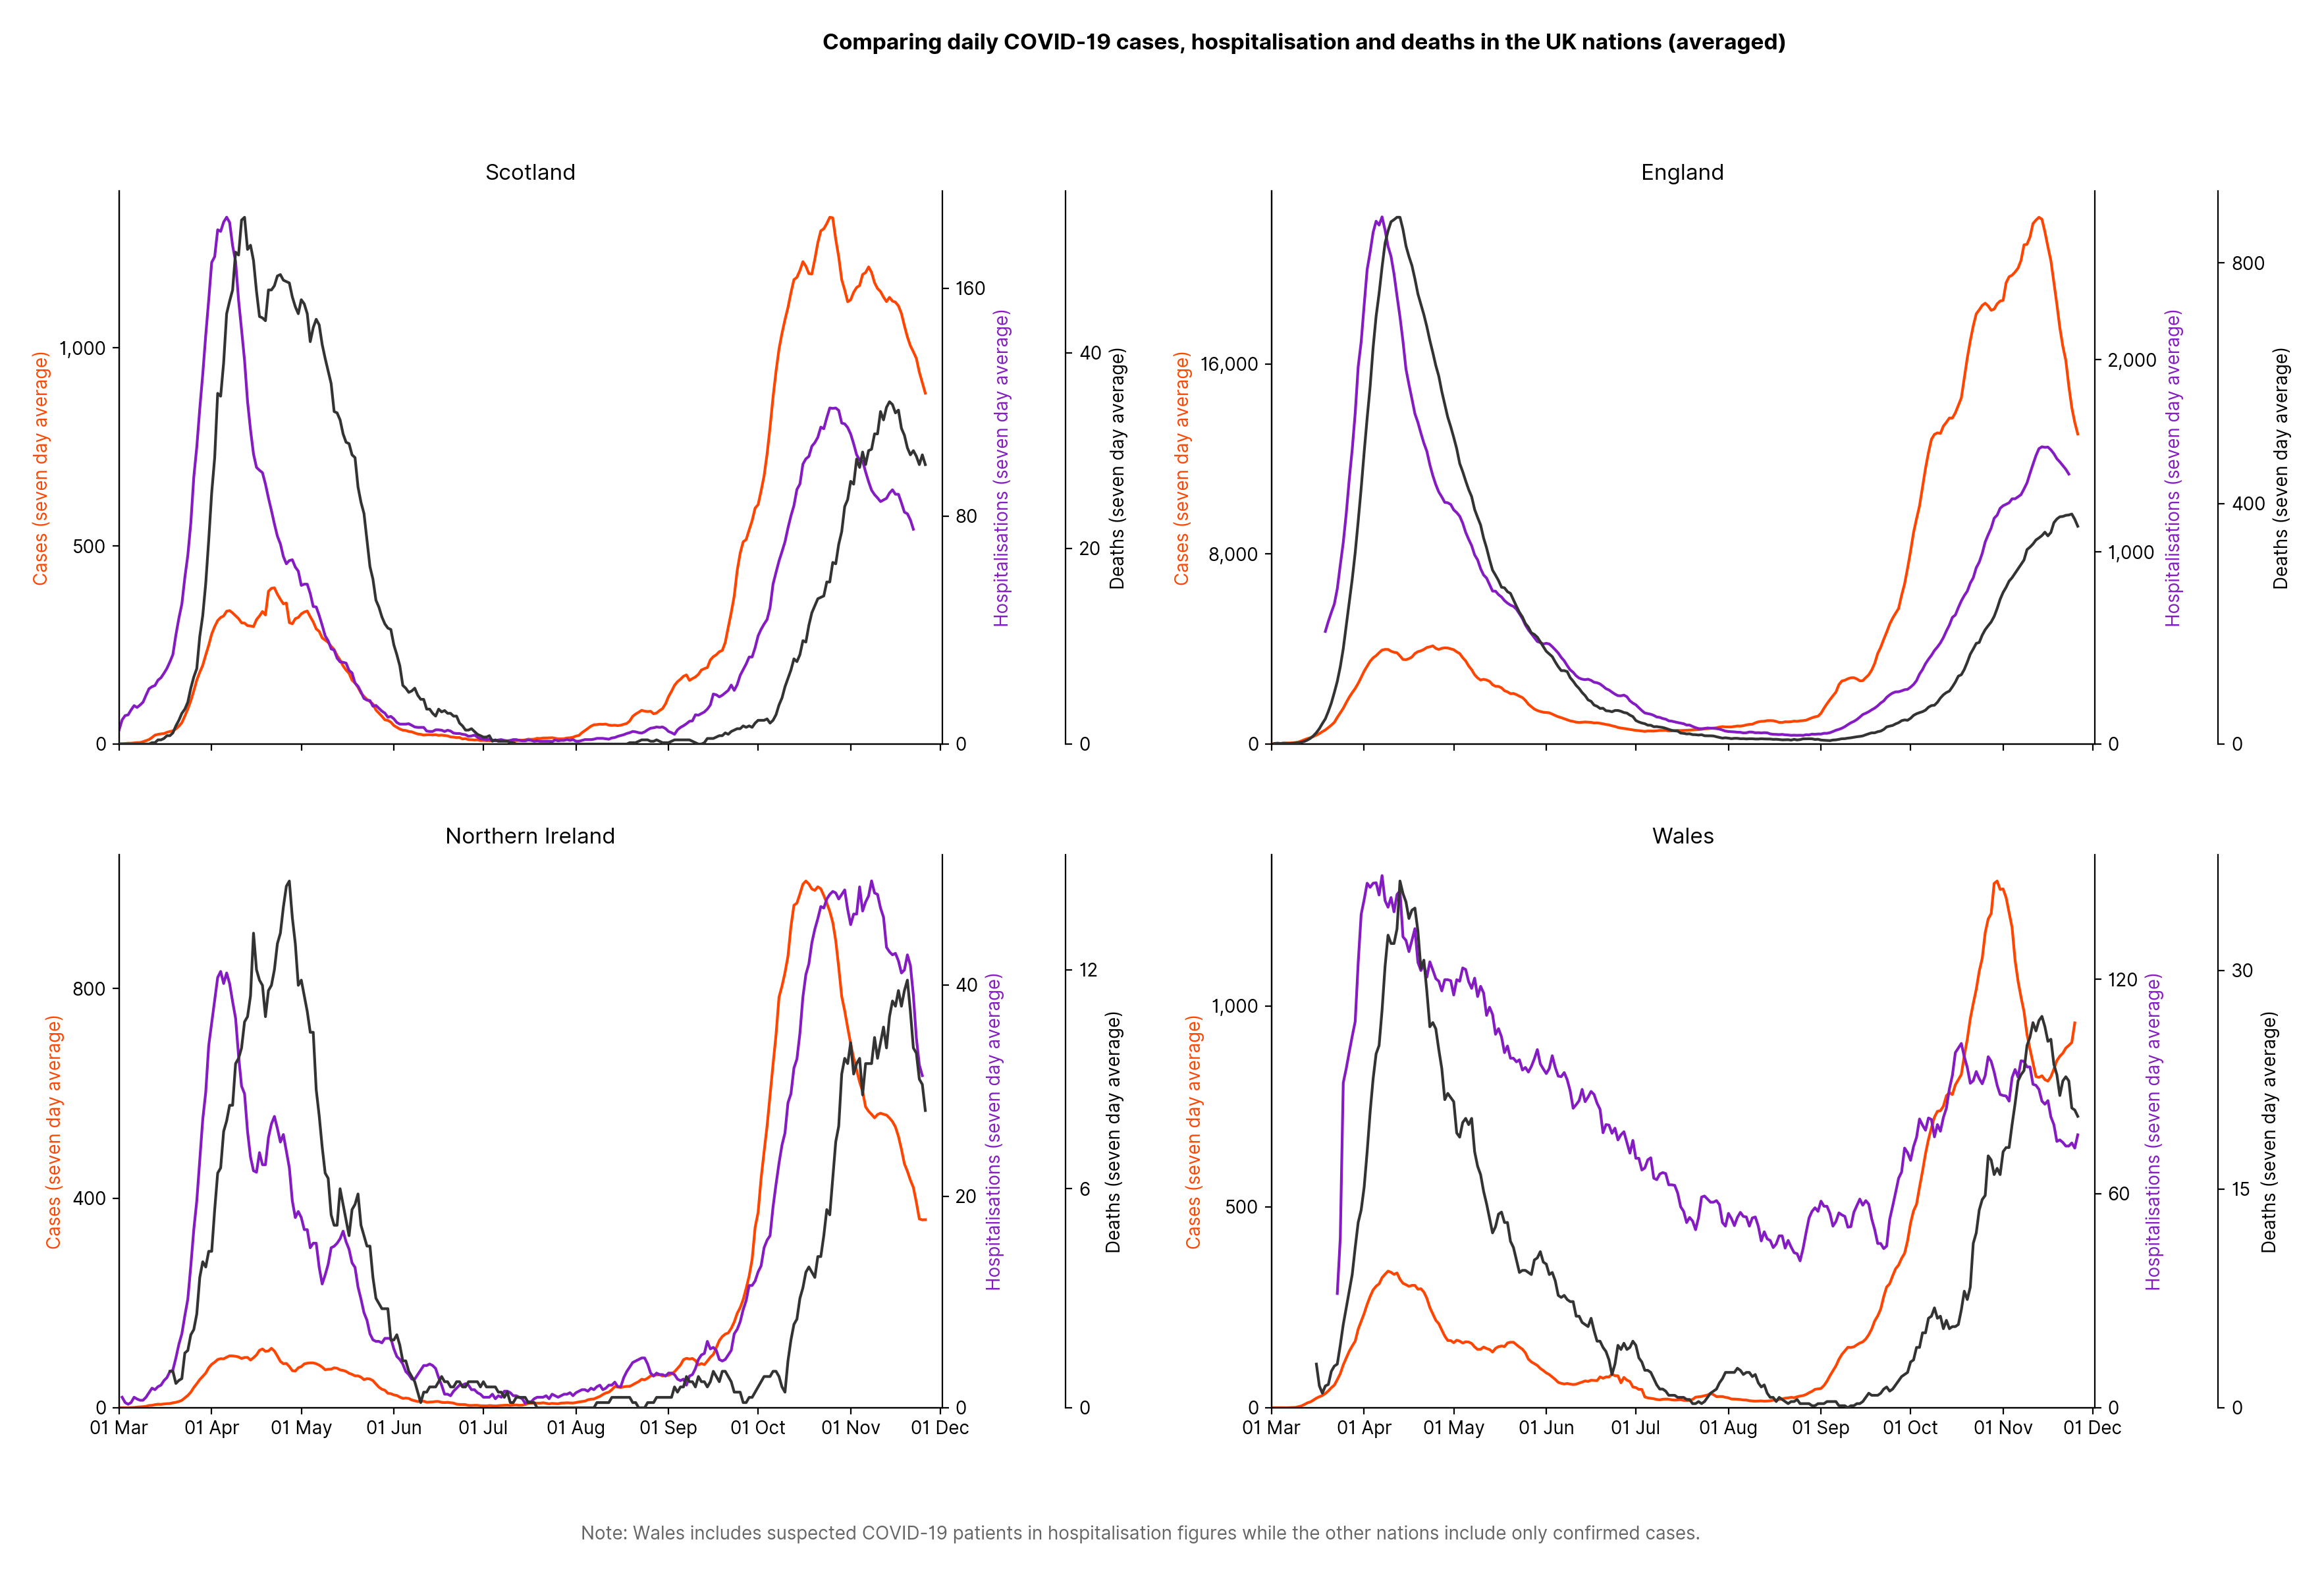 Comparing daily COVID-19 cases, hospitalisation and deaths in the UK nations (averaged)
Scotland
Cases (seven day average)
1,000
500
0
160
80
0
Hospitalisations (seven day average)
40
20
0
Deaths (seven day average)
England
Cases (seven day average)
16,000
8,000
0
2,000
1,000
0
Hospitalisations (seven day average)
800
400
0
Deaths (seven day average)
Northern Ireland
Cases (seven day average)
800
400
0
40
20
0
Hospitalisations (seven day average)
12
6
0
Deaths (seven day average)
01 Mar 01 Apr 01 May 01 Jun 01 Jul 01 Aug 01 Sep 01 Oct 01 Nov 01 Dec
Wales
Cases (seven day average)
1,000
500
0
120
60
0
Hospitalisations (seven day average)
30
15
0
Deaths (seven day average)
01 Mar 01 Apr 01 May 01 Jun 01 Jul 01 Aug 01 Sep 01 Oct 01 Nov 01 Dec
Note: Wales includes suspected COVID-19 patients in hospitalisation figures while the other nations include only confirmed cases.